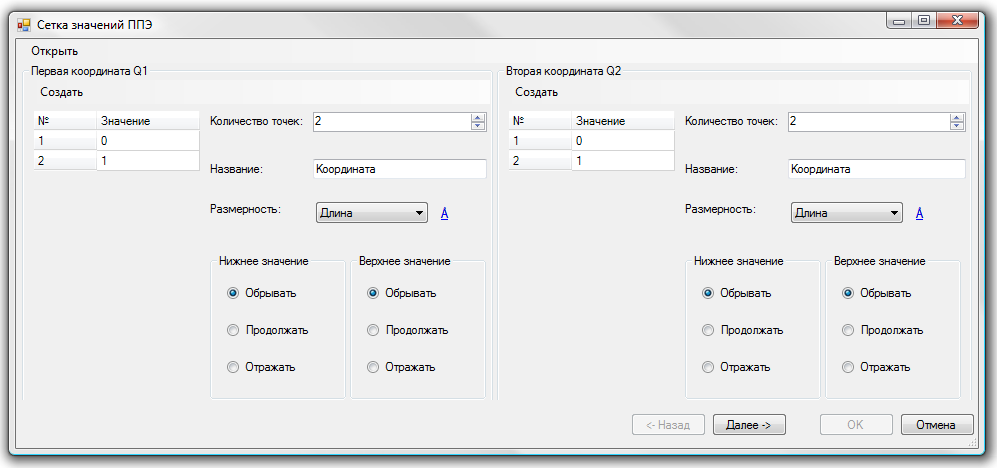 Сетка значений ППЭ
Открыть
Первая координата Q1
Создать
№ Значение
1 0
2 1
Количество точек: 2
Название: Координата
Размерность: Длина Å
Нижнее значение
Обрывать
Продолжать
Отражать
Верхнее значение
Обрывать
Продолжать
Отражать
Вторая координата Q2
Создать
№ Значение
1 0
2 1
Количество точек: 2
Название: Координата
Размерность: Длина Å
Нижнее значение
Обрывать
Продолжать
Отражать
Верхнее значение
Обрывать
Продолжать
Отражать
<- Назад Далее -> OK Отмена